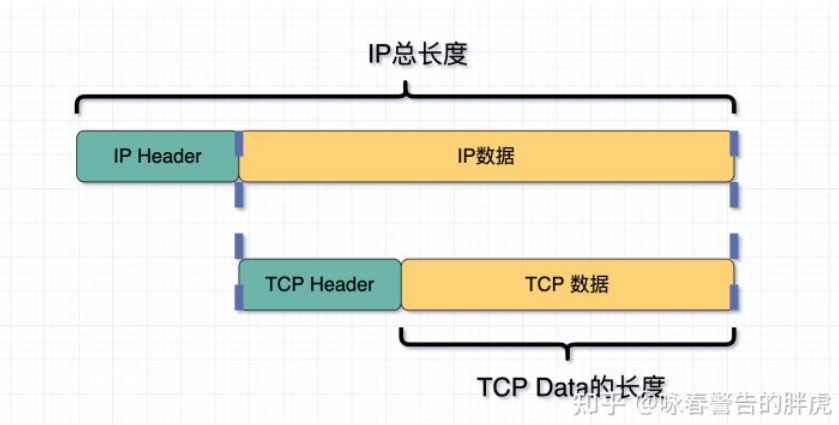 IP总长度
IP Header
IP数据
TCP Header
TCP 数据
TCP Data的长度
知乎 @咏春警告的胖虎